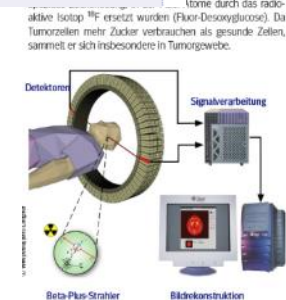 Atome durch das radio-
aktive Isotop ¹⁸F ersetzt wurden (Fluor-Desoxyglucose). Da
Tumorzellen mehr Zucker verbrauchen als gesunde Zellen,
sammelt er sich insbesondere in Tumorgewebe.
Detektoren
Signalverarbeitung
Beta-Plus-Strahler
Bildrekonstruktion